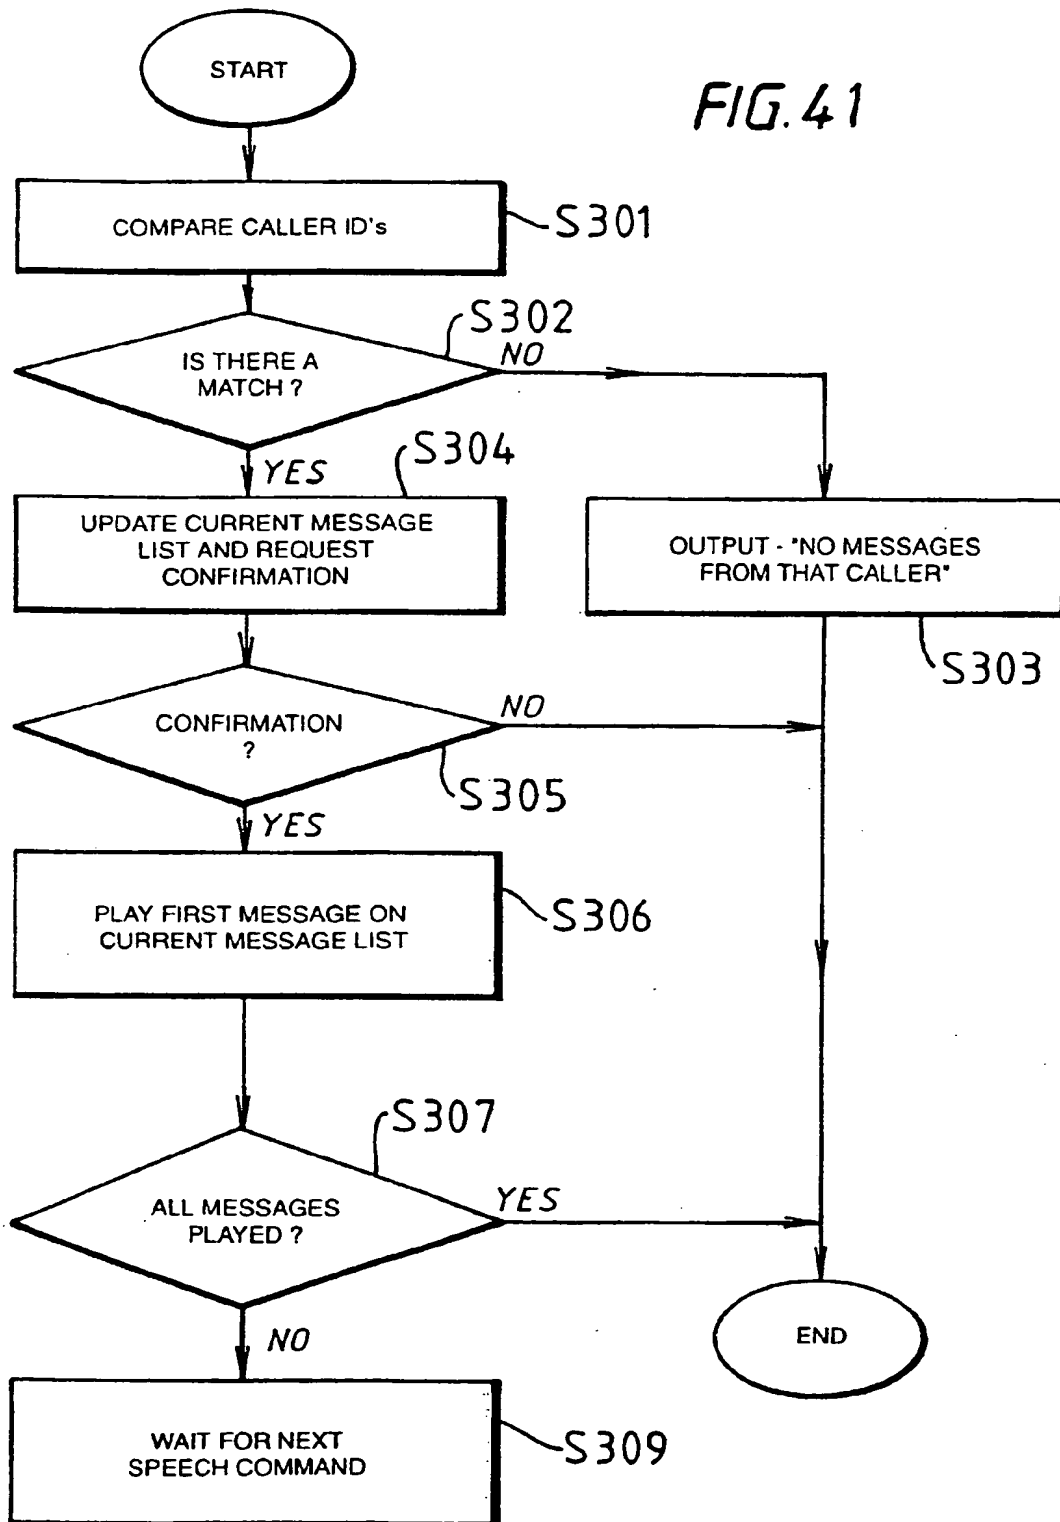 START
FIG. 41
COMPARE CALLER ID's
S301
S302
IS THERE A
MATCH ?
NO
YES
S304
UPDATE CURRENT MESSAGE
LIST AND REQUEST
CONFIRMATION
OUTPUT - "NO MESSAGES
FROM THAT CALLER"
S303
CONFIRMATION
?
NO
S305
YES
PLAY FIRST MESSAGE ON
CURRENT MESSAGE LIST
S306
S307
ALL MESSAGES
PLAYED ?
YES
NO
END
WAIT FOR NEXT
SPEECH COMMAND
S309